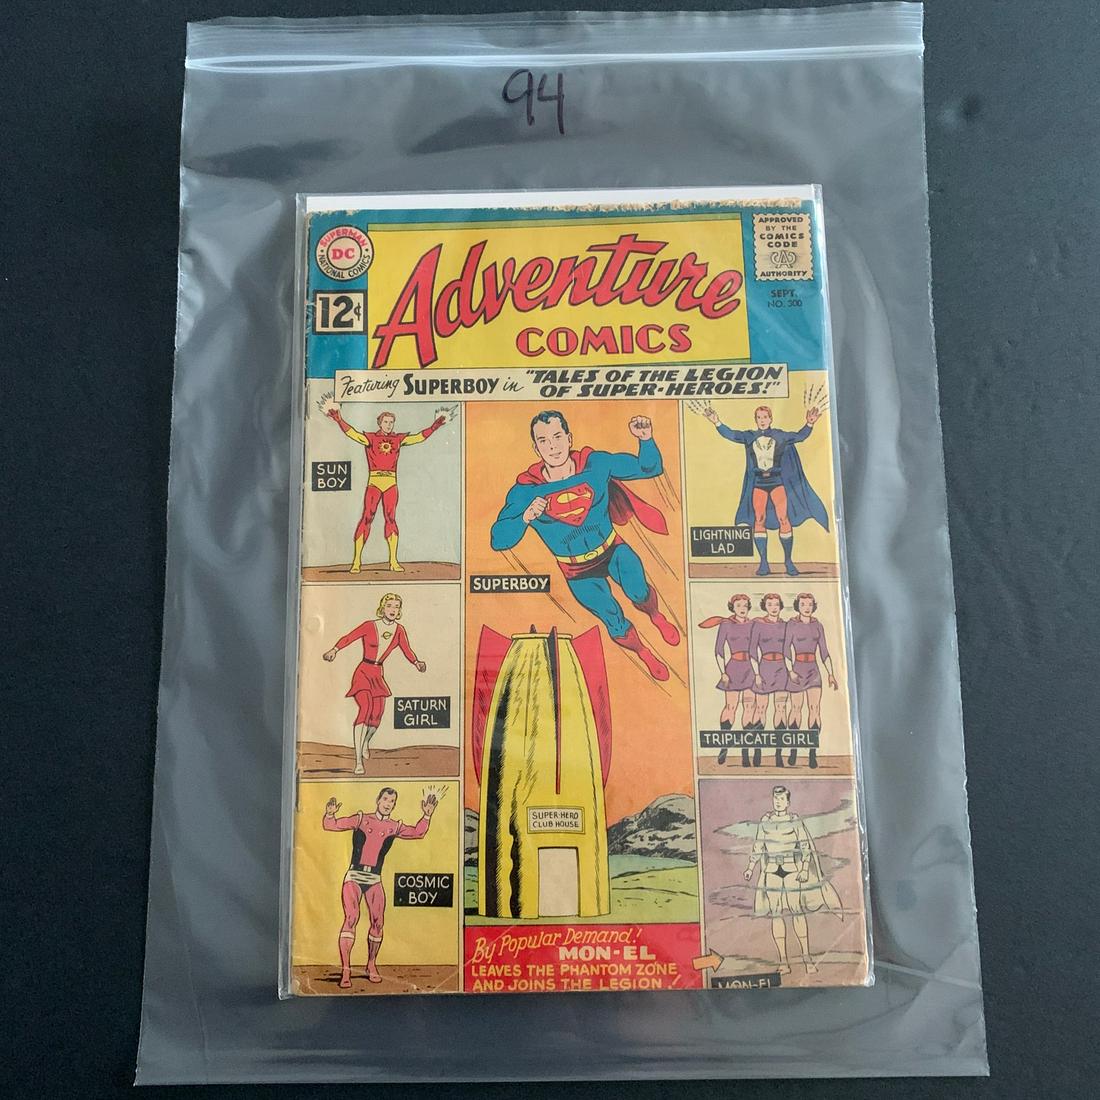 94
SUPERMAN
DC
NATIONAL COMICS
APPROVED
BY THE
COMICS
CODE
CA
AUTHORITY
12¢
Adventure
COMICS
SEPT.
NO. 300
Featuring SUPERBOY in "TALES OF THE LEGION
OF SUPER-HEROES!"
SUN
BOY
LIGHTNING
LAD
SUPERBOY
S
SATURN
GIRL
TRIPLICATE GIRL
SUPER-HERO
CLUB HOUSE
COSMIC
BOY
By Popular Demand!
MON-EL
LEAVES THE PHANTOM ZONE
AND JOINS THE LEGION!
MON-EL